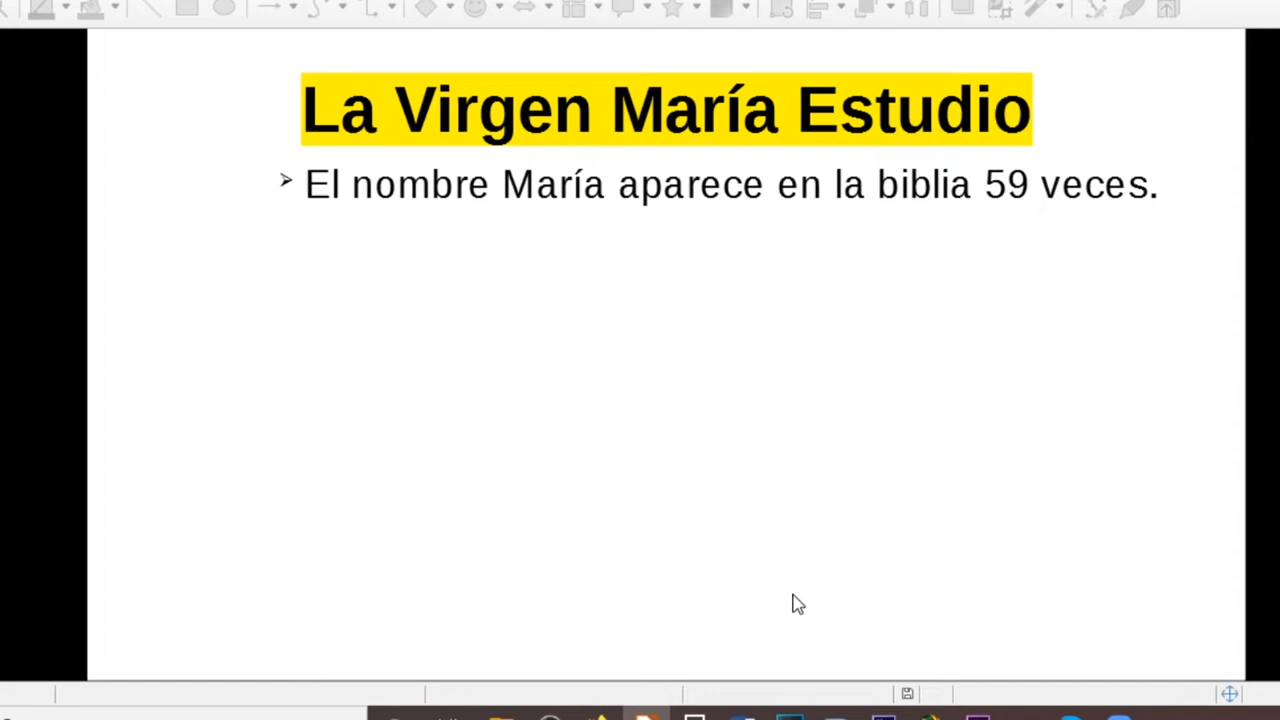 La Virgen María Estudio
El nombre María aparece en la biblia 59 veces.